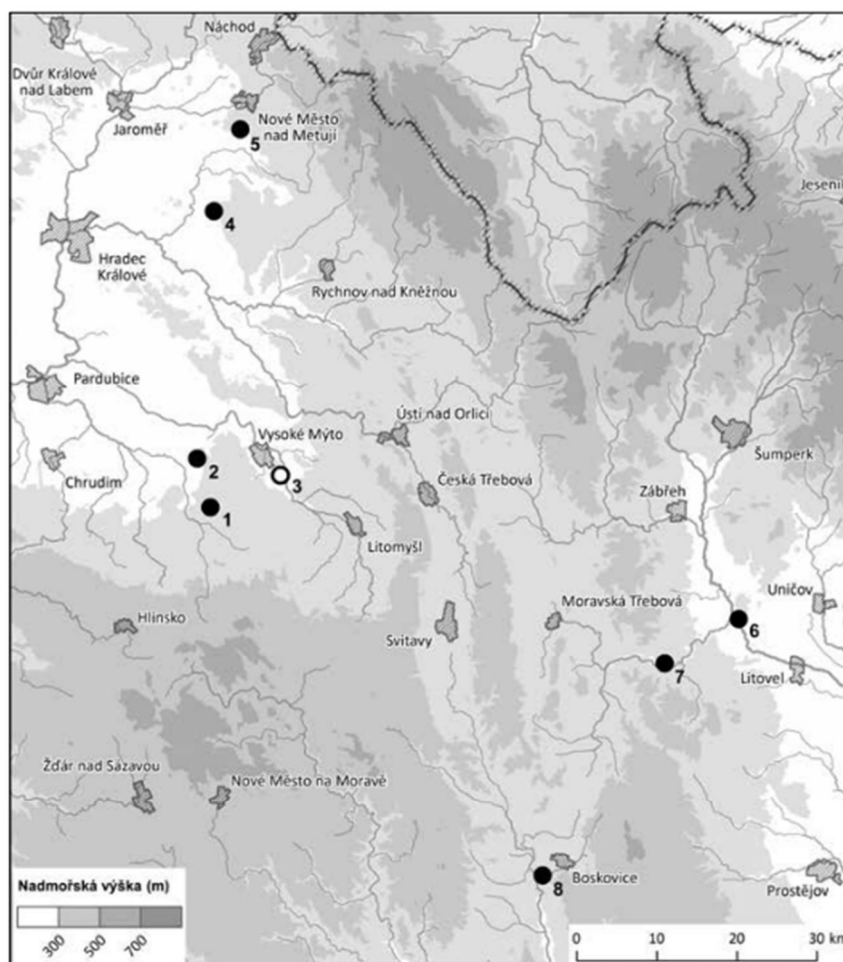 Náchod
Dvůr Králové
nad Labem
Jaroměř
Nové Město
nad Metují
5
Jeseník
4
Hradec
Králové
Rychnov nad Kněžnou
Pardubice
Ústí nad Orlicí
Vysoké Mýto
Šumperk
2
Chrudim
3
Česká Třebová
Zábřeh
1
Litomyšl
Uničov
Moravská Třebová
Hlinsko
6
Svitavy
7
Litovel
Žďár nad Sázavou
Nové Město na Moravě
Boskovice
8
Prostějov
Nadmořská výška (m)
300
500
700
0 10 20 30 km